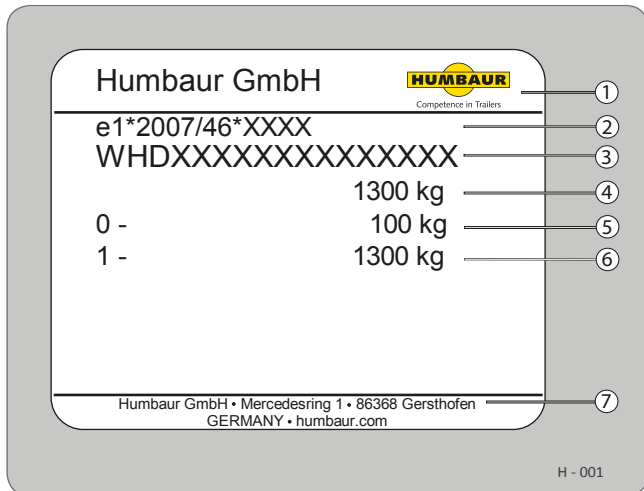 Humbaur GmbH
HUMBAUR
Competence in Trailers
1
e1*2007/46*XXXX
2
WHDXXXXXXXXXXXXXX
3
1300 kg
4
0 - 100 kg
5
1 - 1300 kg
6
Humbaur GmbH • Mercedesring 1 • 86368 Gersthofen
7
GERMANY • humbaur.com
H - 001